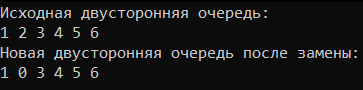 Исходная двусторонняя очередь:
1 2 3 4 5 6
Новая двусторонняя очередь после замены:
1 0 3 4 5 6